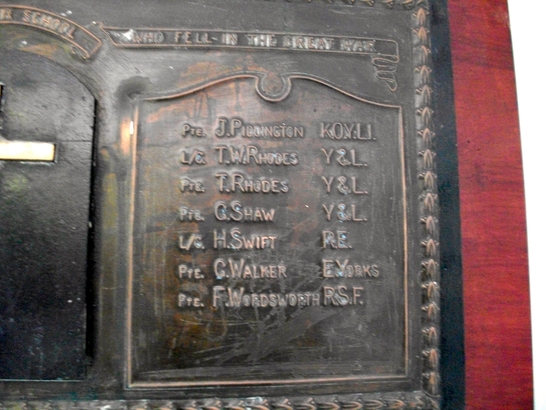 SCHOOL
WHO FELL IN THE GREAT WAR
Pte. J. Piddington K.O.Y.L.I.
L/C. T.W. Rhodes Y&L.
Pte. T. Rhodes Y&L.
Pte. G. Shaw Y&L.
L/C. H. Swift R.E.
Pte. C. Walker E. Yorks
Pte. F. Wordsworth R.S.F.